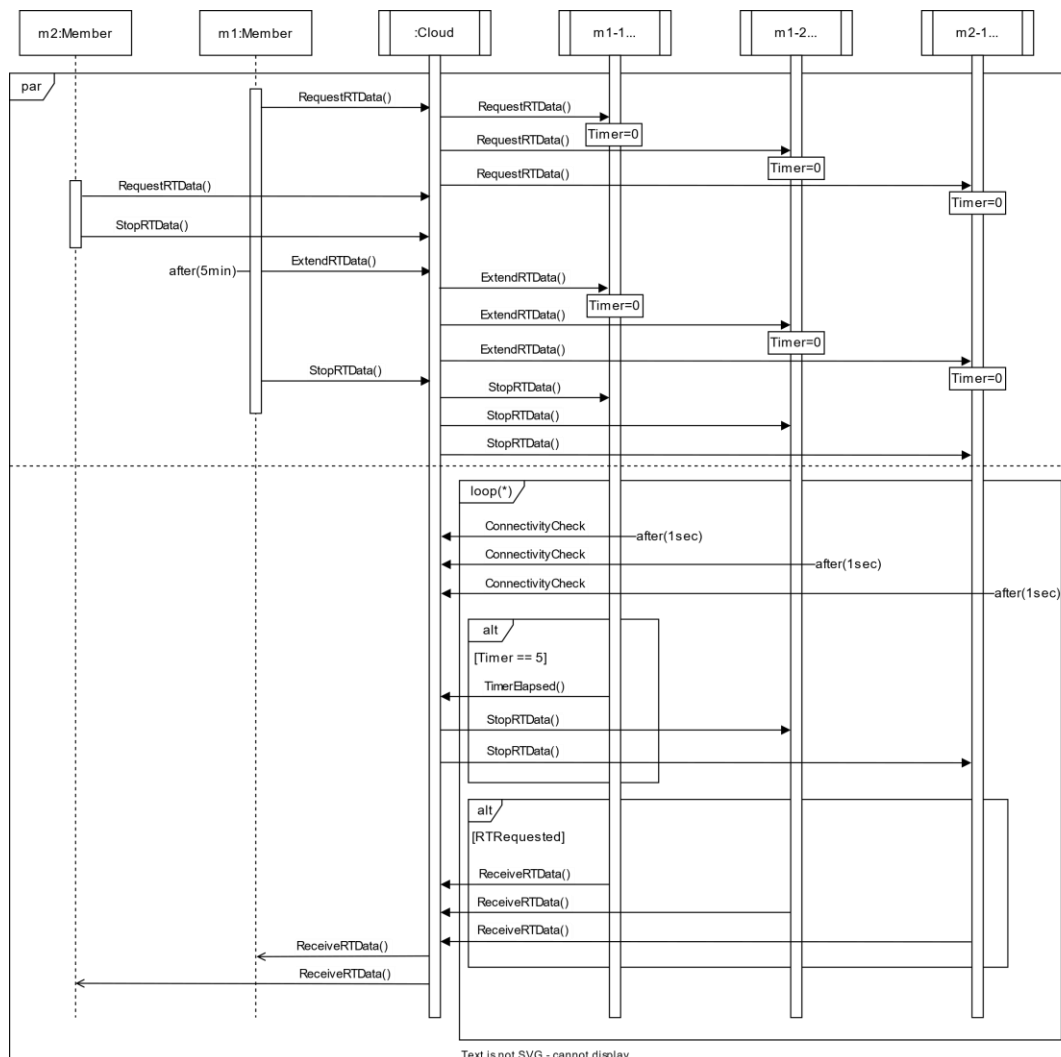 m2:Member
m1:Member
:Cloud
m1-1...
m1-2...
m2-1...
par
RequestRTData()
RequestRTData()
Timer=0
RequestRTData()
Timer=0
RequestRTData()
RequestRTData()
Timer=0
StopRTData()
after(5min)
ExtendRTData()
ExtendRTData()
Timer=0
ExtendRTData()
Timer=0
ExtendRTData()
StopRTData()
Timer=0
StopRTData()
StopRTData()
StopRTData()
loop(*)
ConnectivityCheck
after(1sec)
ConnectivityCheck
after(1sec)
ConnectivityCheck
after(1sec)
alt
[Timer == 5]
TimerElapsed()
StopRTData()
StopRTData()
alt
[RTRequested]
ReceiveRTData()
ReceiveRTData()
ReceiveRTData()
ReceiveRTData()
ReceiveRTData()
Text is not SVG - cannot display